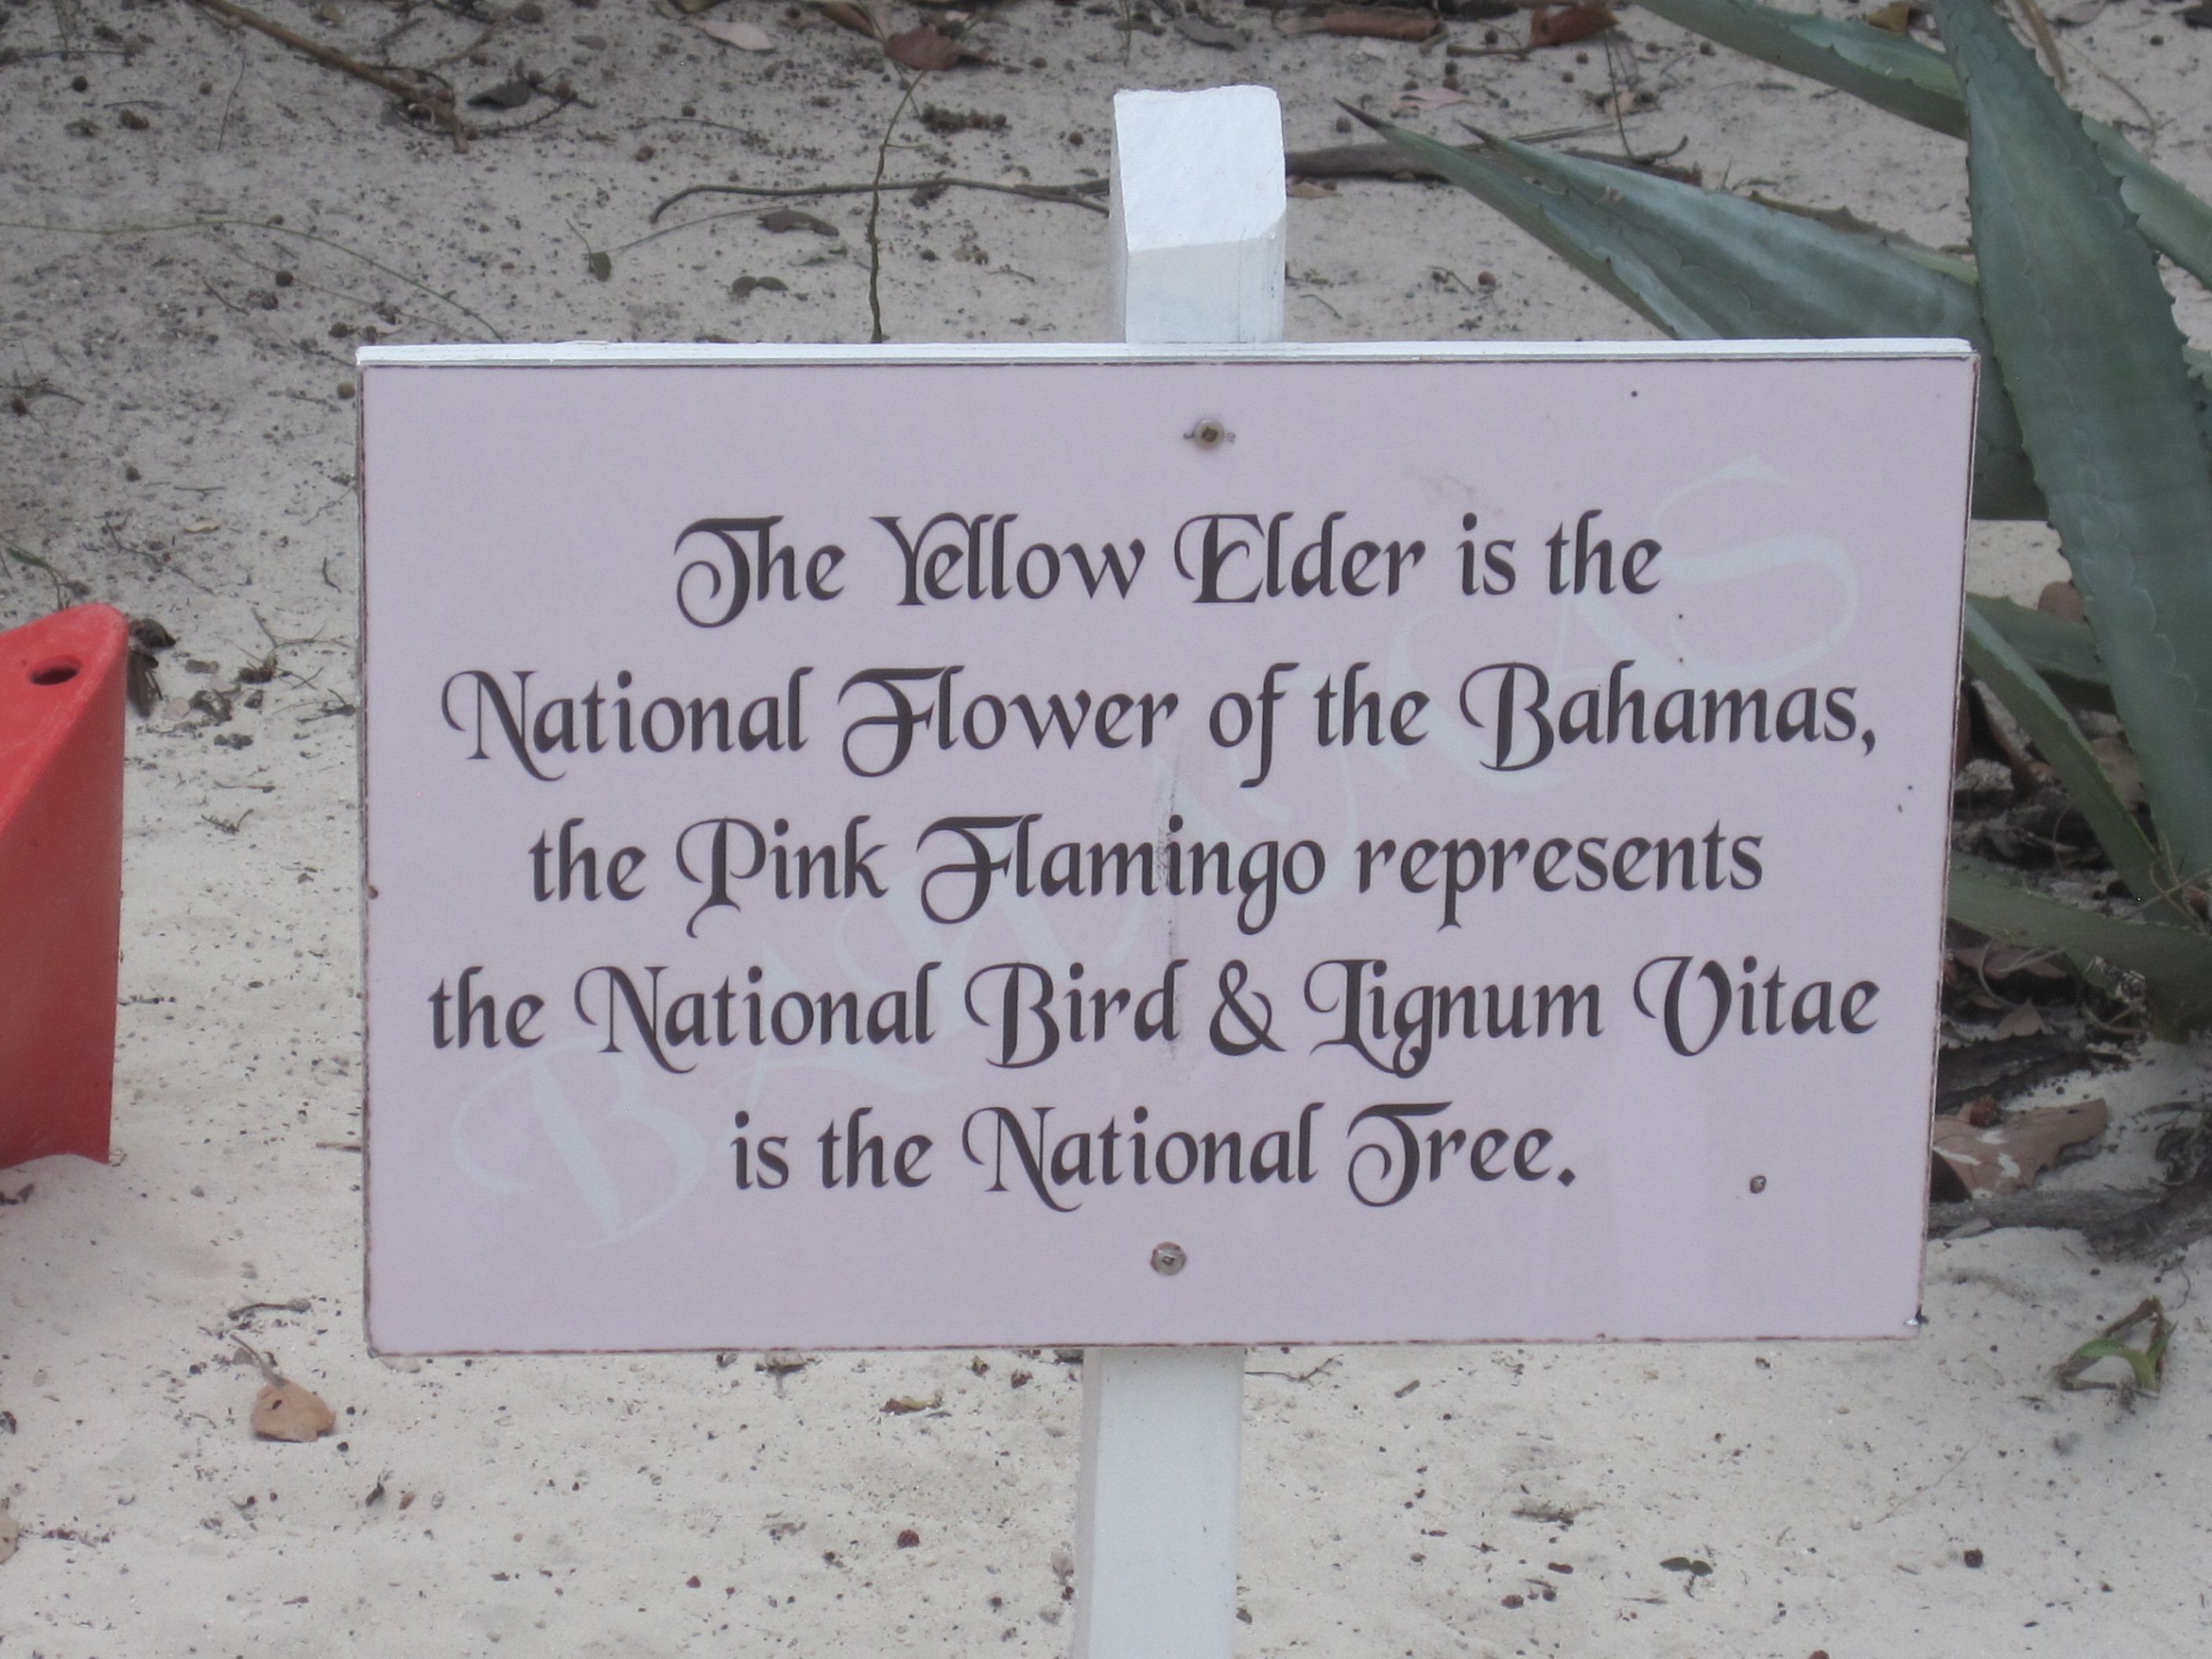 The Yellow Elder is the
National Flower of the Bahamas,
the Pink Flamingo represents
the National Bird & Lignum Vitae
is the National Tree.
BAHAMAS